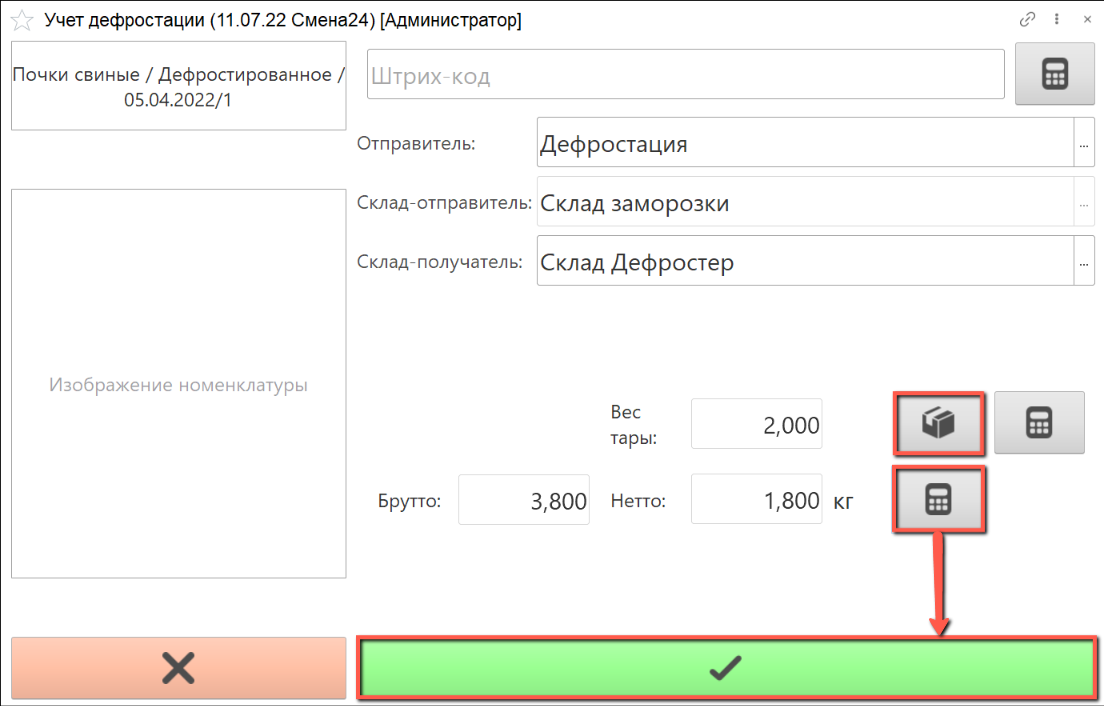 Учет дефростации (11.07.22 Смена24) [Администратор]
Почки свиные / Дефростированное /
05.04.2022/1
Штрих-код
Отправитель:
Дефростация
...
Склад-отправитель:
Склад заморозки
...
Склад-получатель:
Склад Дефростер
...
Изображение номенклатуры
Вес
тары:
2,000
Брутто:
3,800
Нетто:
1,800
кг